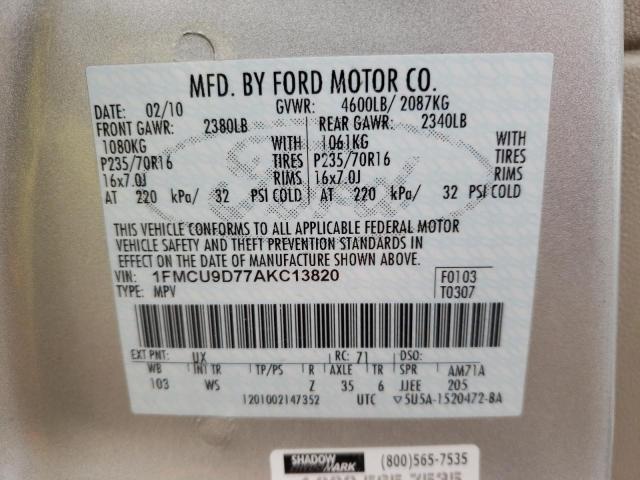 MFD. BY FORD MOTOR CO.
DATE: 02/10 GVWR: 4600LB/ 2087KG
FRONT GAWR: 2380LB REAR GAWR: 2340LB
1080KG WITH 1061KG WITH
P235/70R16 TIRES P235/70R16 TIRES
16x7.0J RIMS 16x7.0J RIMS
AT 220 kPa/ 32 PSI COLD AT 220 kPa/ 32 PSI COLD
THIS VEHICLE CONFORMS TO ALL APPLICABLE FEDERAL MOTOR
VEHICLE SAFETY AND THEFT PREVENTION STANDARDS IN
EFFECT ON THE DATE OF MANUFACTURE SHOWN ABOVE.
VIN: 1FMCU9D77AKC13820 F0103
TYPE: MPV T0307
EXT PNT: UX RC: 71 DSO:
WB INT TR TP/PS R AXLE TR SPR AM71A
103 WS Z 35 6 JJEE 205
1201002147352 UTC ▽5U5A-1520472-BA
SHADOW MARK (800)565-7535